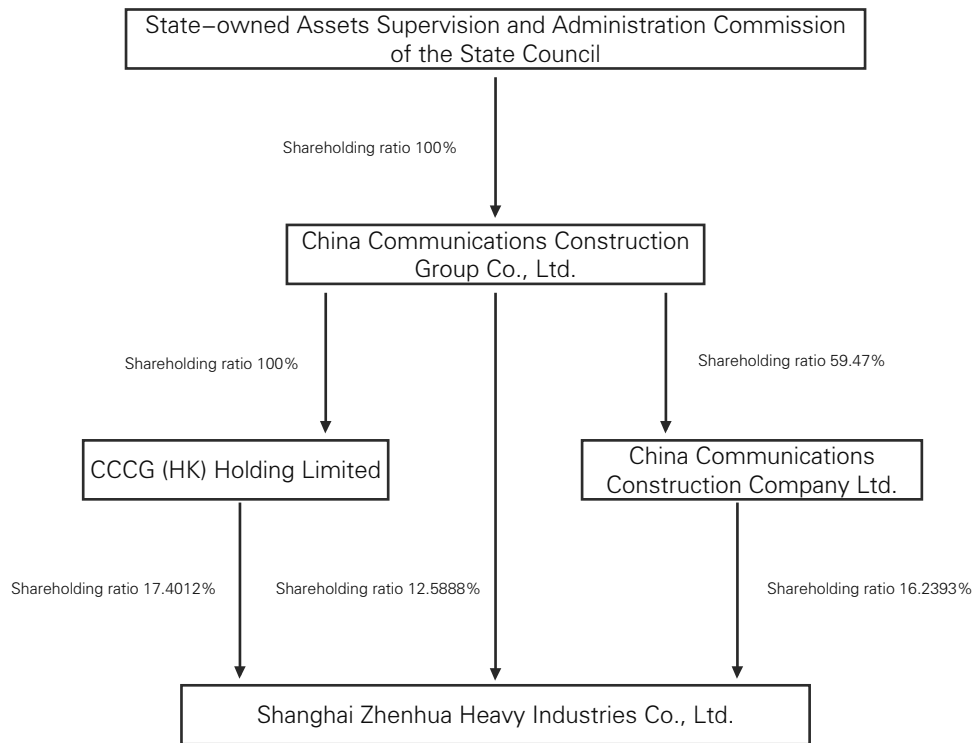 State-owned Assets Supervision and Administration Commission
of the State Council
Shareholding ratio 100%
China Communications Construction
Group Co., Ltd.
Shareholding ratio 100%
Shareholding ratio 59.47%
CCCG (HK) Holding Limited
China Communications
Construction Company Ltd.
Shareholding ratio 17.4012%
Shareholding ratio 12.5888%
Shareholding ratio 16.2393%
Shanghai Zhenhua Heavy Industries Co., Ltd.